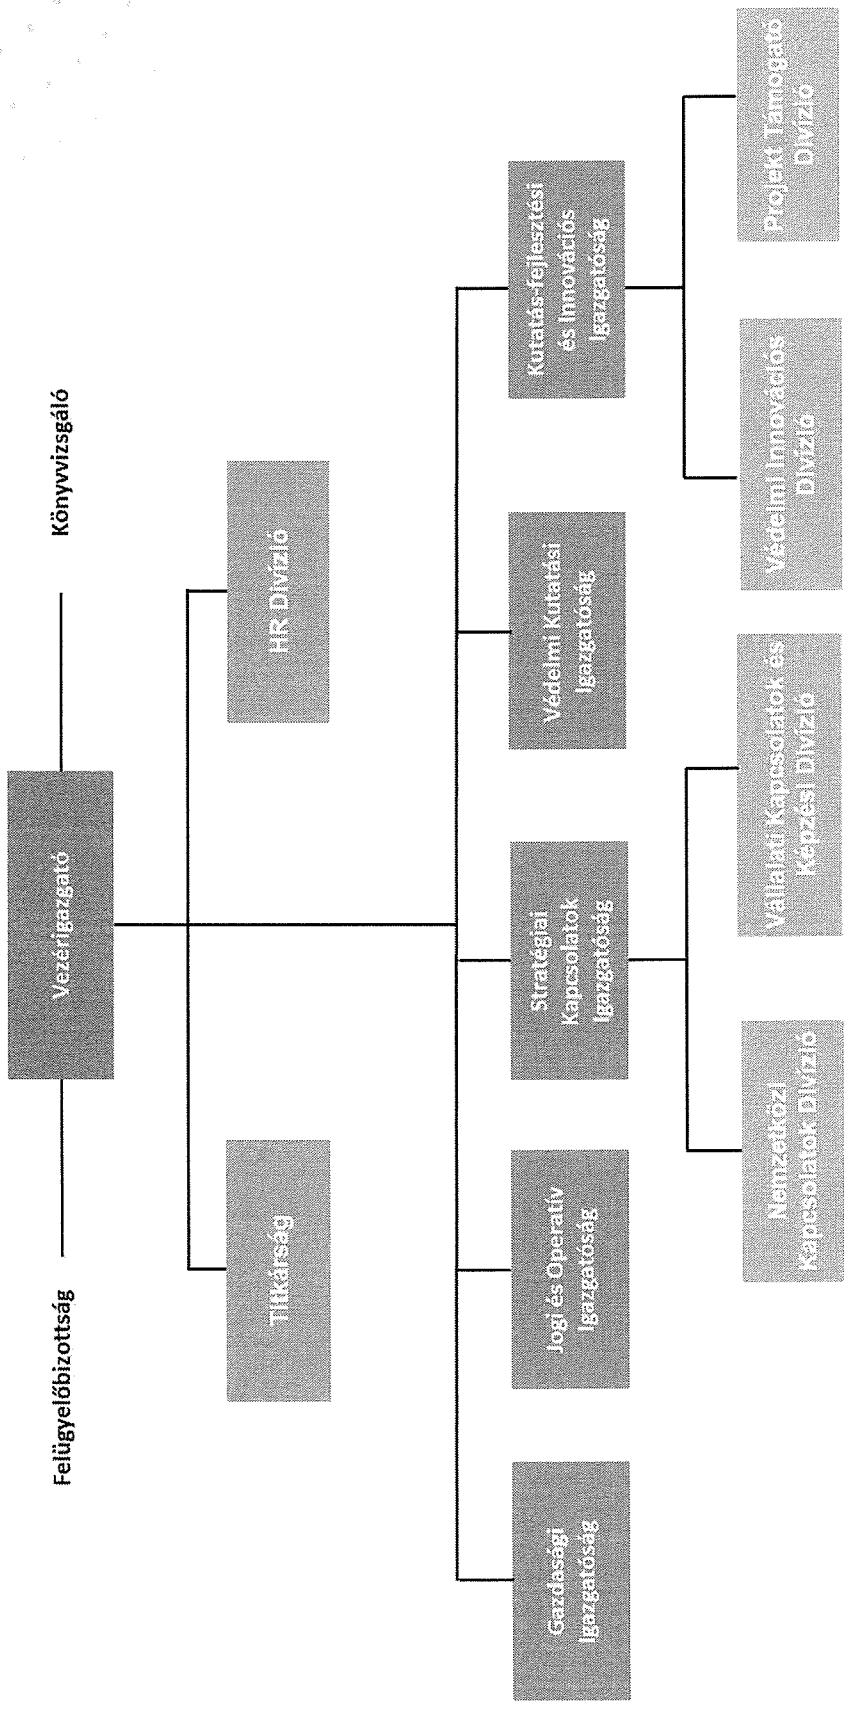 Felügyelőbizottság
Vezérigazgató
Könyvvizsgáló
Titkárság
HR Divízió
Gazdasági
Igazgatóság
Jogi és Operatív
Igazgatóság
Stratégiai
Kapcsolatok
Igazgatóság
Védelmi Kutatási
Igazgatóság
Kutatás-fejlesztési
és Innovációs
Igazgatóság
Nemzetközi
Kapcsolatok Divízió
Vállalati Kapcsolatok és
Képzési Divízió
Védelmi Innovációs
Divízió
Projekt Támogató
Divízió